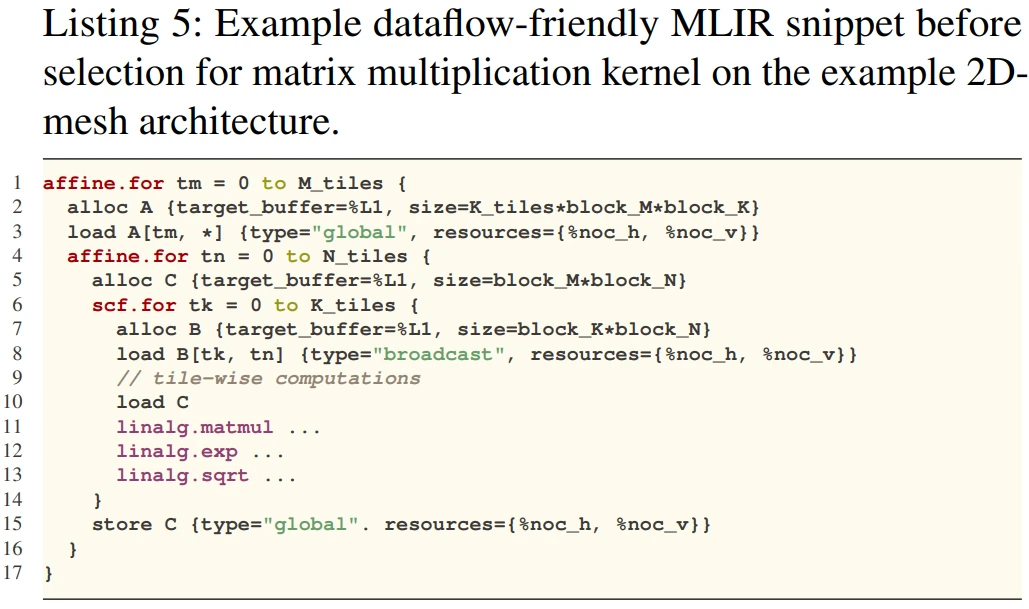 Listing 5: Example dataflow-friendly MLIR snippet before
selection for matrix multiplication kernel on the example 2D-
mesh architecture.
1 affine.for tm = 0 to M_tiles {
2   alloc A {target_buffer=%L1, size=K_tiles*block_M*block_K}
3   load A[tm, *] {type="global", resources={%noc_h, %noc_v}}
4   affine.for tn = 0 to N_tiles {
5     alloc C {target_buffer=%L1, size=block_M*block_N}
6     scf.for tk = 0 to K_tiles {
7       alloc B {target_buffer=%L1, size=block_K*block_N}
8       load B[tk, tn] {type="broadcast", resources={%noc_h, %noc_v}}
9       // tile-wise computations
10       load C
11       linalg.matmul ...
12       linalg.exp ...
13       linalg.sqrt ...
14     }
15     store C {type="global". resources={%noc_h, %noc_v}}
16   }
17 }